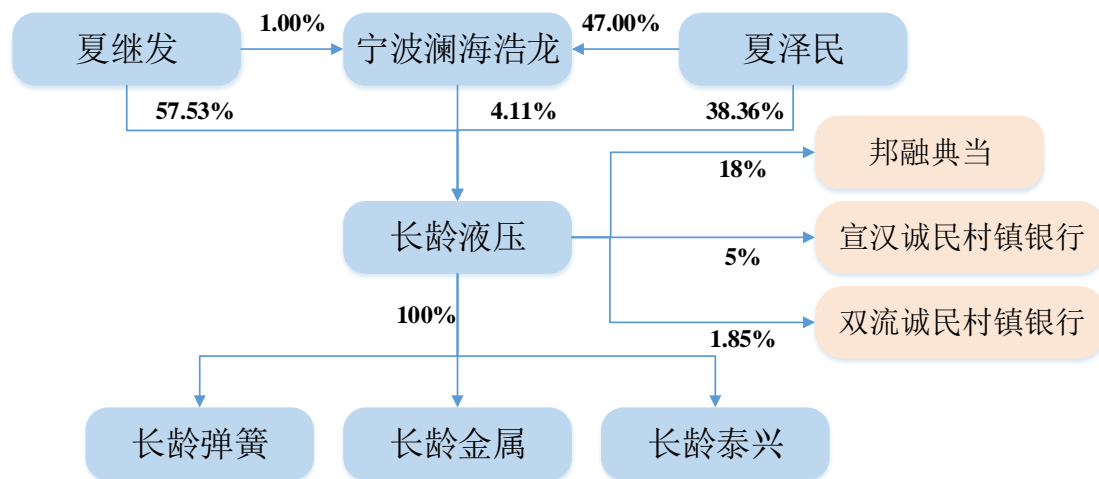 夏继发
1.00%
宁波澜海浩龙
47.00%
夏泽民
57.53%
4.11%
38.36%
邦融典当
18%
长龄液压
宣汉诚民村镇银行
5%
双流诚民村镇银行
1.85%
100%
长龄弹簧
长龄金属
长龄泰兴